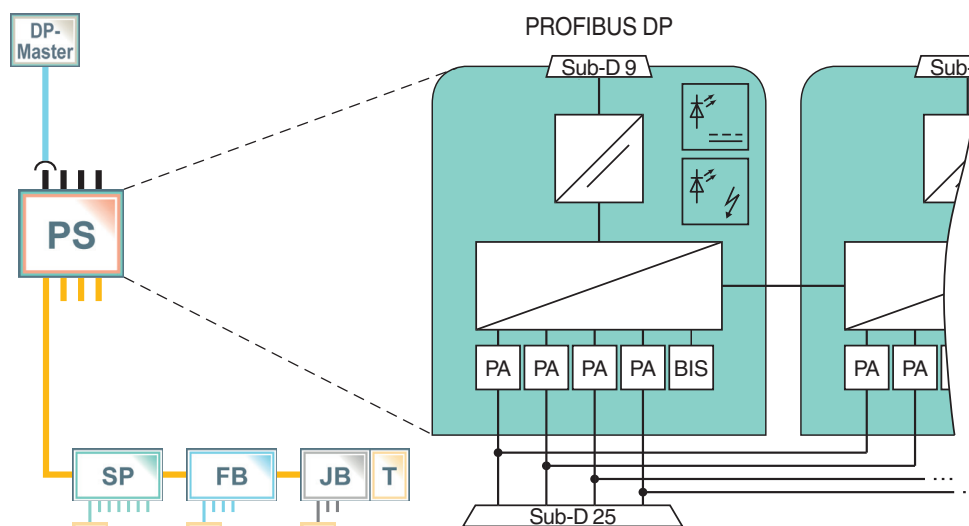 DP-
Master
PROFIBUS DP
Sub-D 9
Sub-
PS
PA PA PA PA BIS
PA PA
SP
FB
JB
T
...
Sub-D 25